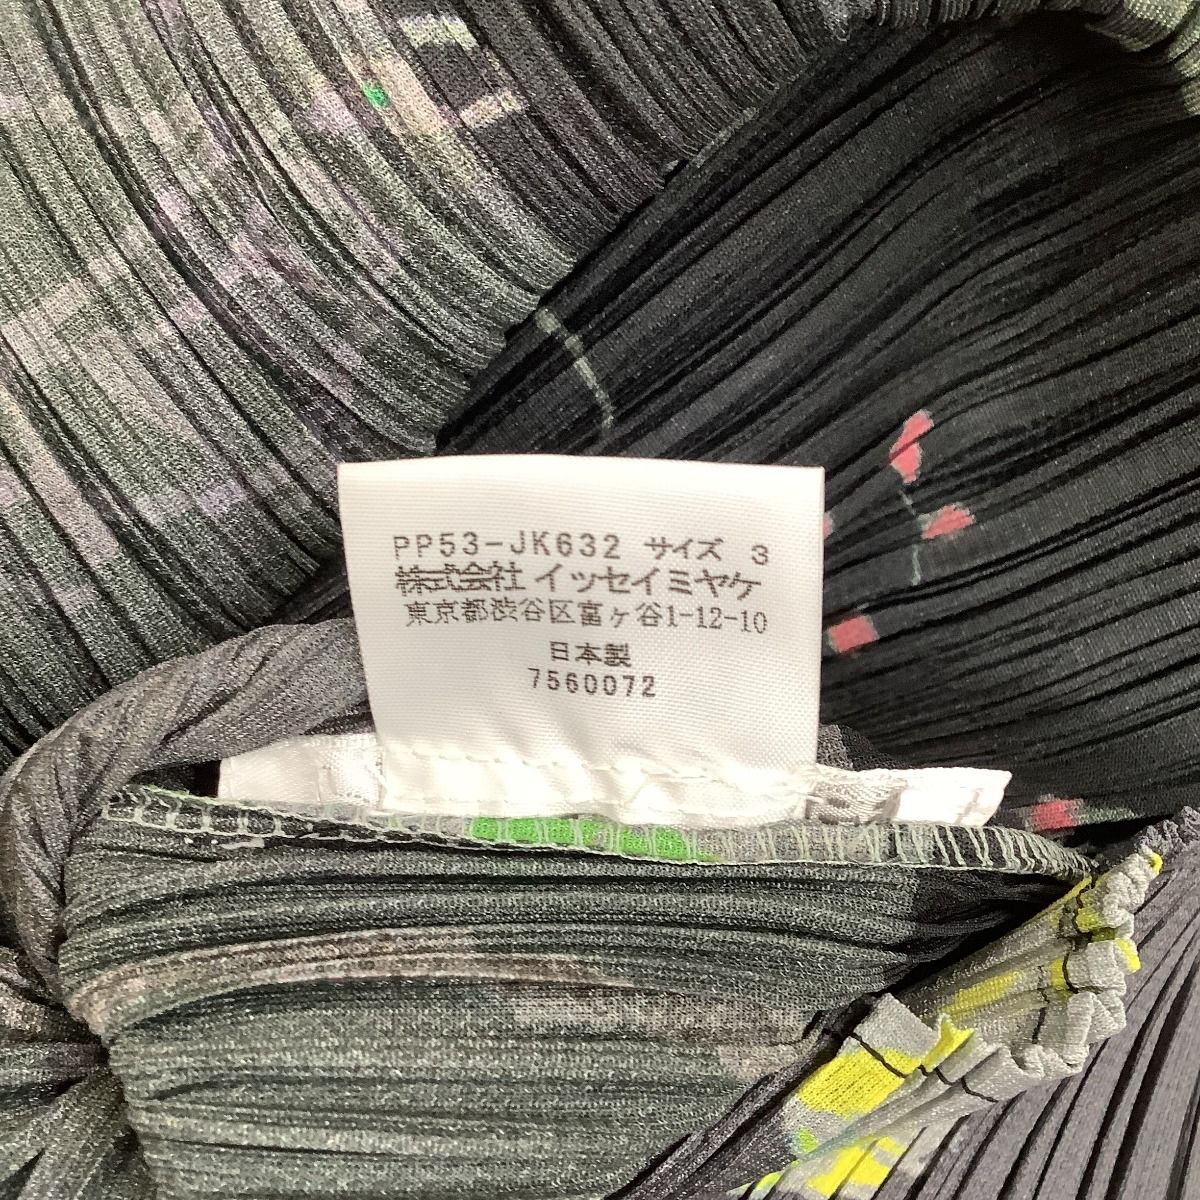 PP53-JK632 サイズ 3
株式会社 イッセイミヤケ
東京都渋谷区富ヶ谷1-12-10
日本製
7560072